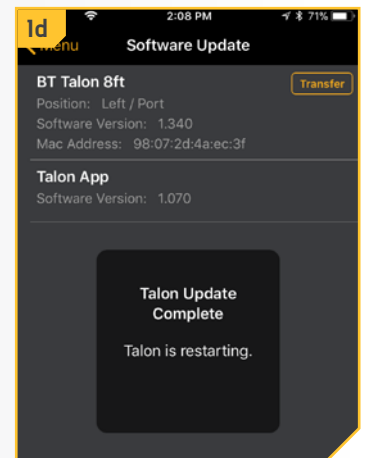 1d
2:08 PM
71%
Menu
Software Update
BT Talon 8ft
Transfer
Position: Left / Port
Software Version: 1.340
Mac Address: 98:07:2d:4a:ec:3f
Talon App
Software Version: 1.070
Talon Update
Complete
Talon is restarting.